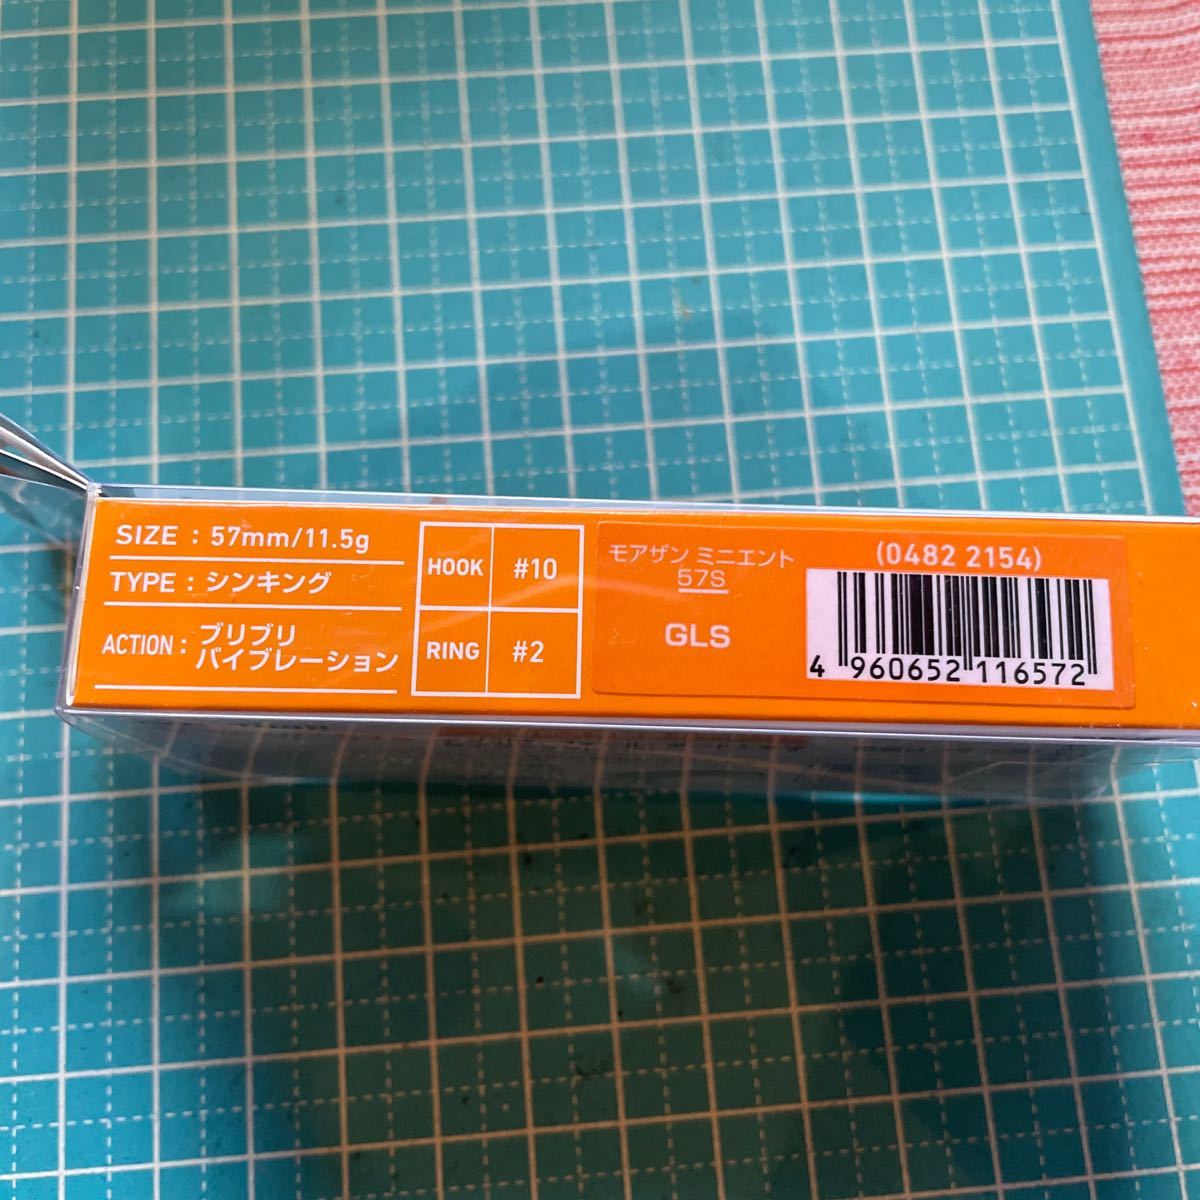 SIZE : 57mm/11.5g
TYPE : シンキング
ACTION : ブリブリ
バイブレーション
HOOK #10
RING #2
モアザン ミニエント
57S
GLS
(0482 2154)
4 960652 116572